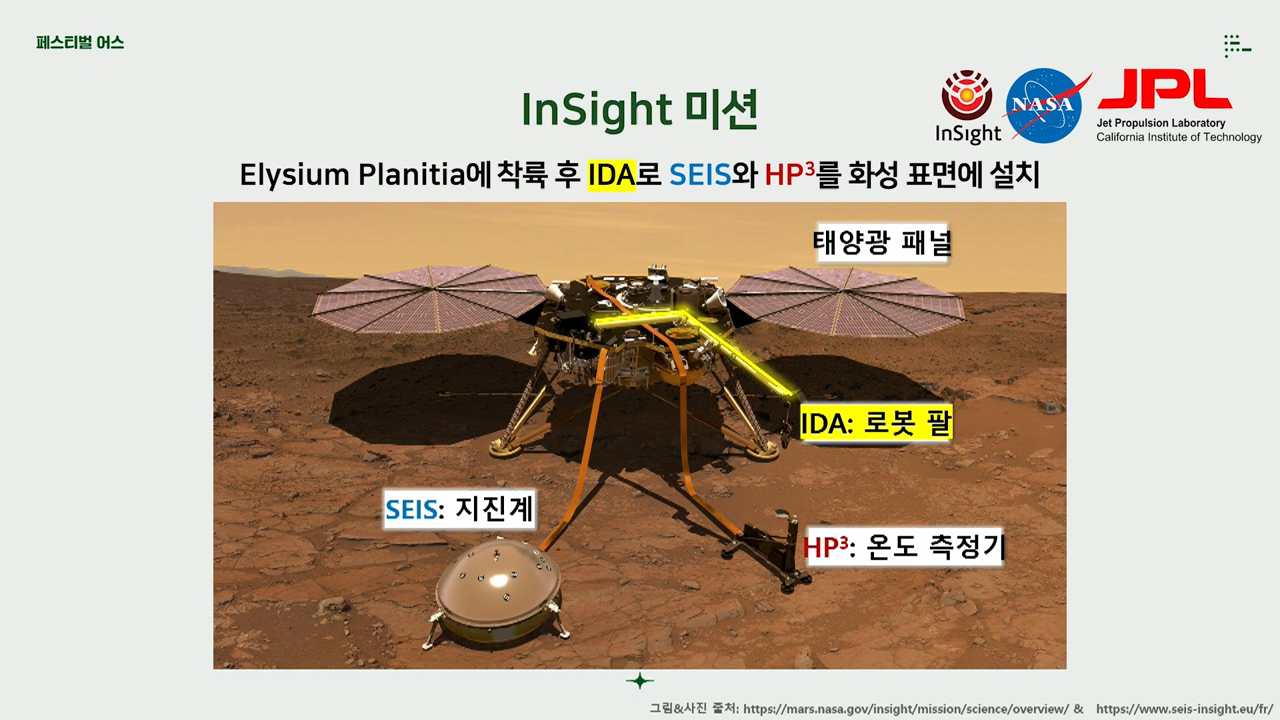 페스티벌 어스
InSight 미션
InSight
NASA
JPL
Jet Propulsion Laboratory
California Institute of Technology
Elysium Planitia에 착륙 후 IDA로 SEIS와 HP³를 화성 표면에 설치
태양광 패널
IDA: 로봇 팔
SEIS: 지진계
HP³: 온도 측정기
그림&사진 출처: https://mars.nasa.gov/insight/mission/science/overview/ & https://www.seis-insight.eu/fr/